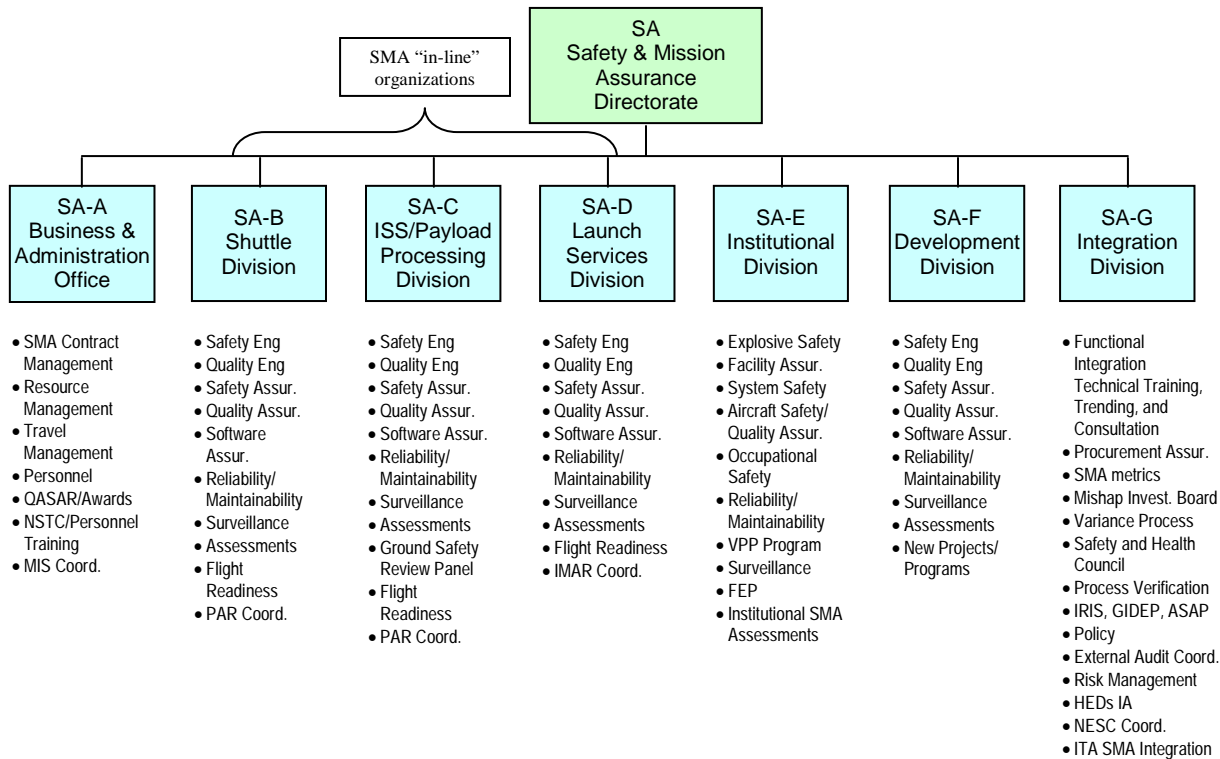 SMA “in-line”
organizations
SA
Safety & Mission
Assurance
Directorate
SA-A
Business &
Administration
Office
SA-B
Shuttle
Division
SA-C
ISS/Payload
Processing
Division
SA-D
Launch
Services
Division
SA-E
Institutional
Division
SA-F
Development
Division
SA-G
Integration
Division
• SMA Contract
Management
• Resource
Management
• Travel
Management
• Personnel
• QASAR/Awards
• NSTC/Personnel
Training
• MIS Coord.
• Safety Eng
• Quality Eng
• Safety Assur.
• Quality Assur.
• Software
Assur.
• Reliability/
Maintainability
• Surveillance
• Assessments
• Flight
Readiness
• PAR Coord.
• Safety Eng
• Quality Eng
• Safety Assur.
• Quality Assur.
• Software Assur.
• Reliability/
Maintainability
• Surveillance
• Assessments
• Ground Safety
Review Panel
• Flight
Readiness
• PAR Coord.
• Safety Eng
• Quality Eng
• Safety Assur.
• Quality Assur.
• Software Assur.
• Reliability/
Maintainability
• Surveillance
• Assessments
• Flight Readiness
• IMAR Coord.
• Explosive Safety
• Facility Assur.
• System Safety
• Aircraft Safety/
Quality Assur.
• Occupational
Safety
• Reliability/
Maintainability
• VPP Program
• Surveillance
• FEP
• Institutional SMA
Assessments
• Safety Eng
• Quality Eng
• Safety Assur.
• Quality Assur.
• Software Assur.
• Reliability/
Maintainability
• Surveillance
• Assessments
• New Projects/
Programs
• Functional
Integration
Technical Training,
Trending, and
Consultation
• Procurement Assur.
• SMA metrics
• Mishap Invest. Board
• Variance Process
• Safety and Health
Council
• Process Verification
• IRIS, GIDEP, ASAP
• Policy
• External Audit Coord.
• Risk Management
• HEDs IA
• NESC Coord.
• ITA SMA Integration